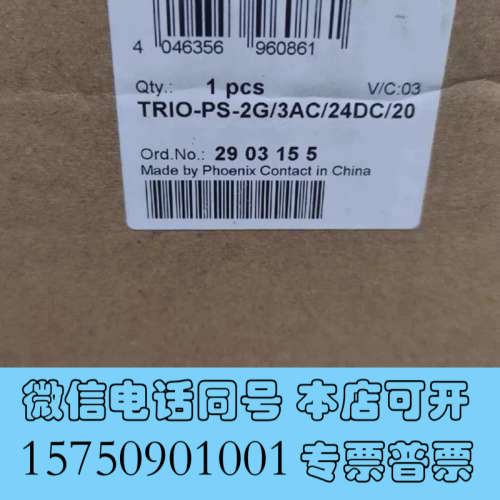 4 046356 960861
Qty.: 1 pcs V/C:03
TRIO-PS-2G/3AC/24DC/20
Ord.No.: 29 03 15 5
Made by Phoenix Contact in China
微信电话同号 本店可开
15750901001 专票普票